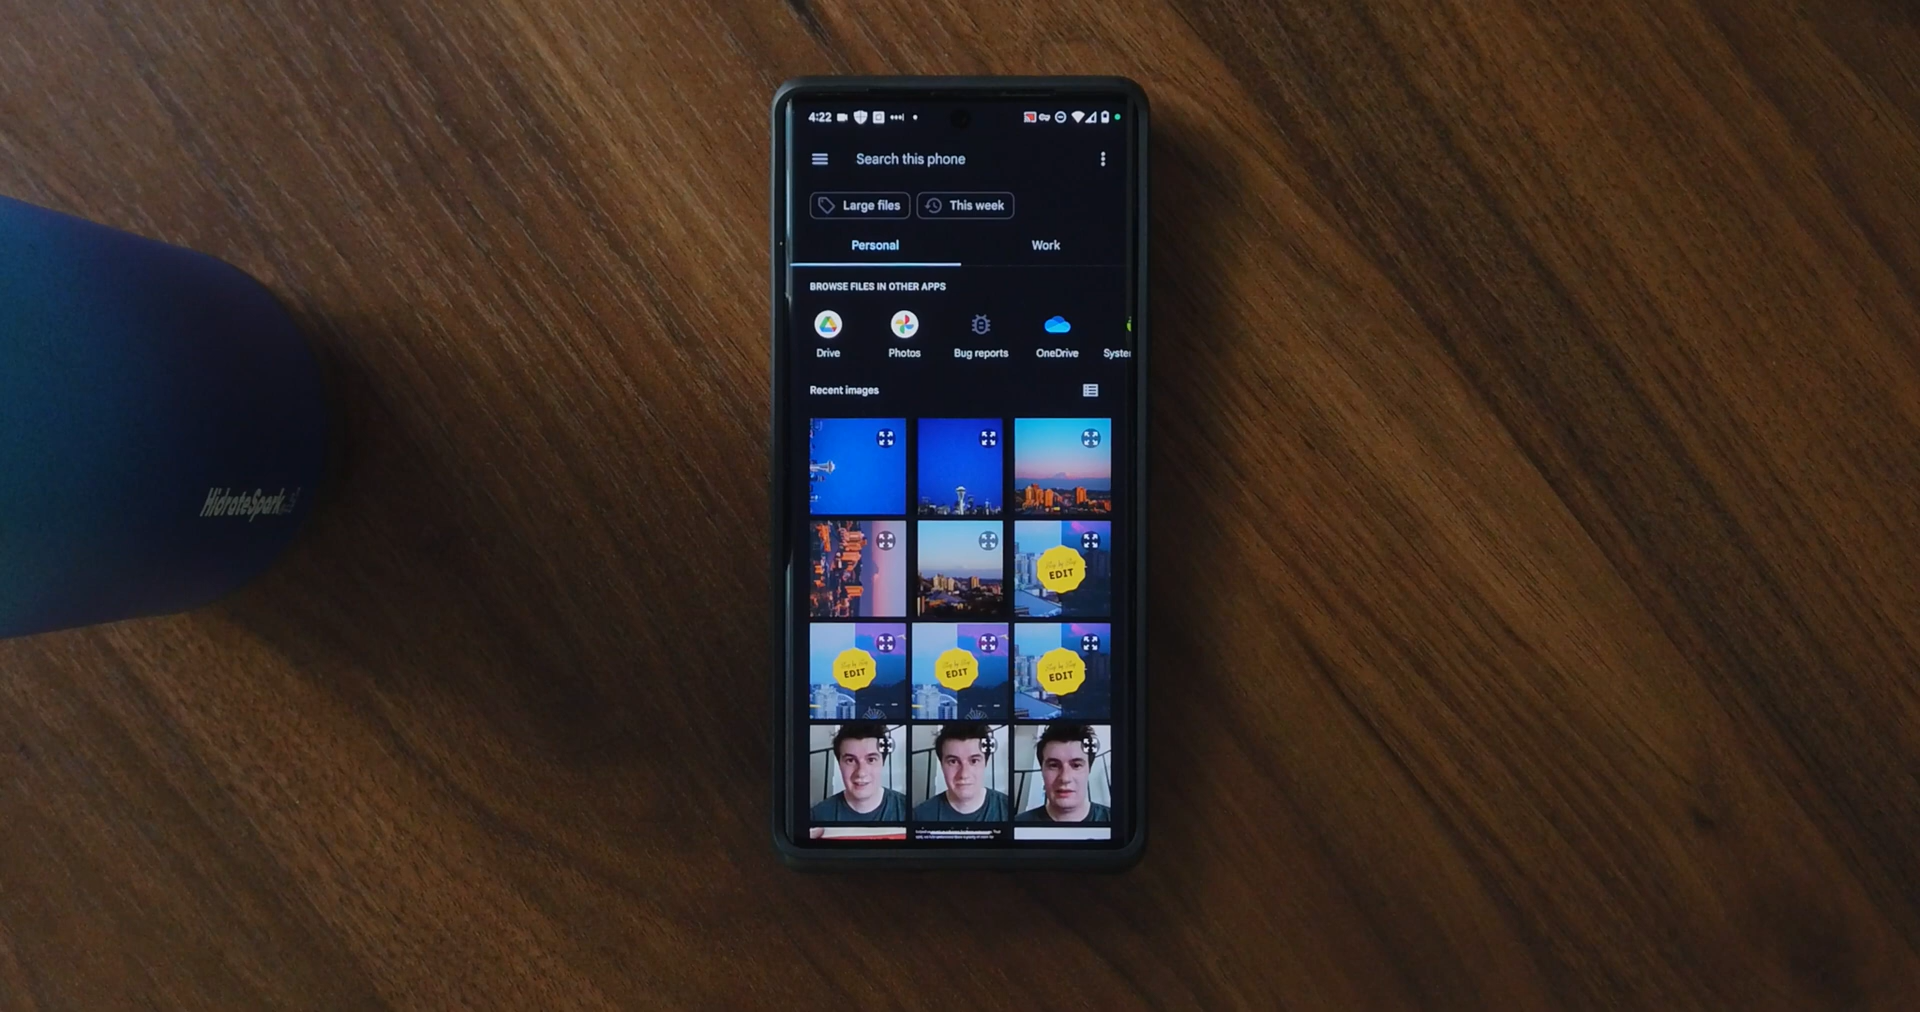 4:22
Search this phone
Large files
This week
Personal
Work
BROWSE FILES IN OTHER APPS
Drive
Photos
Bug reports
OneDrive
Syste
Recent images
HidrateSpark
EDIT
EDIT
EDIT
EDIT